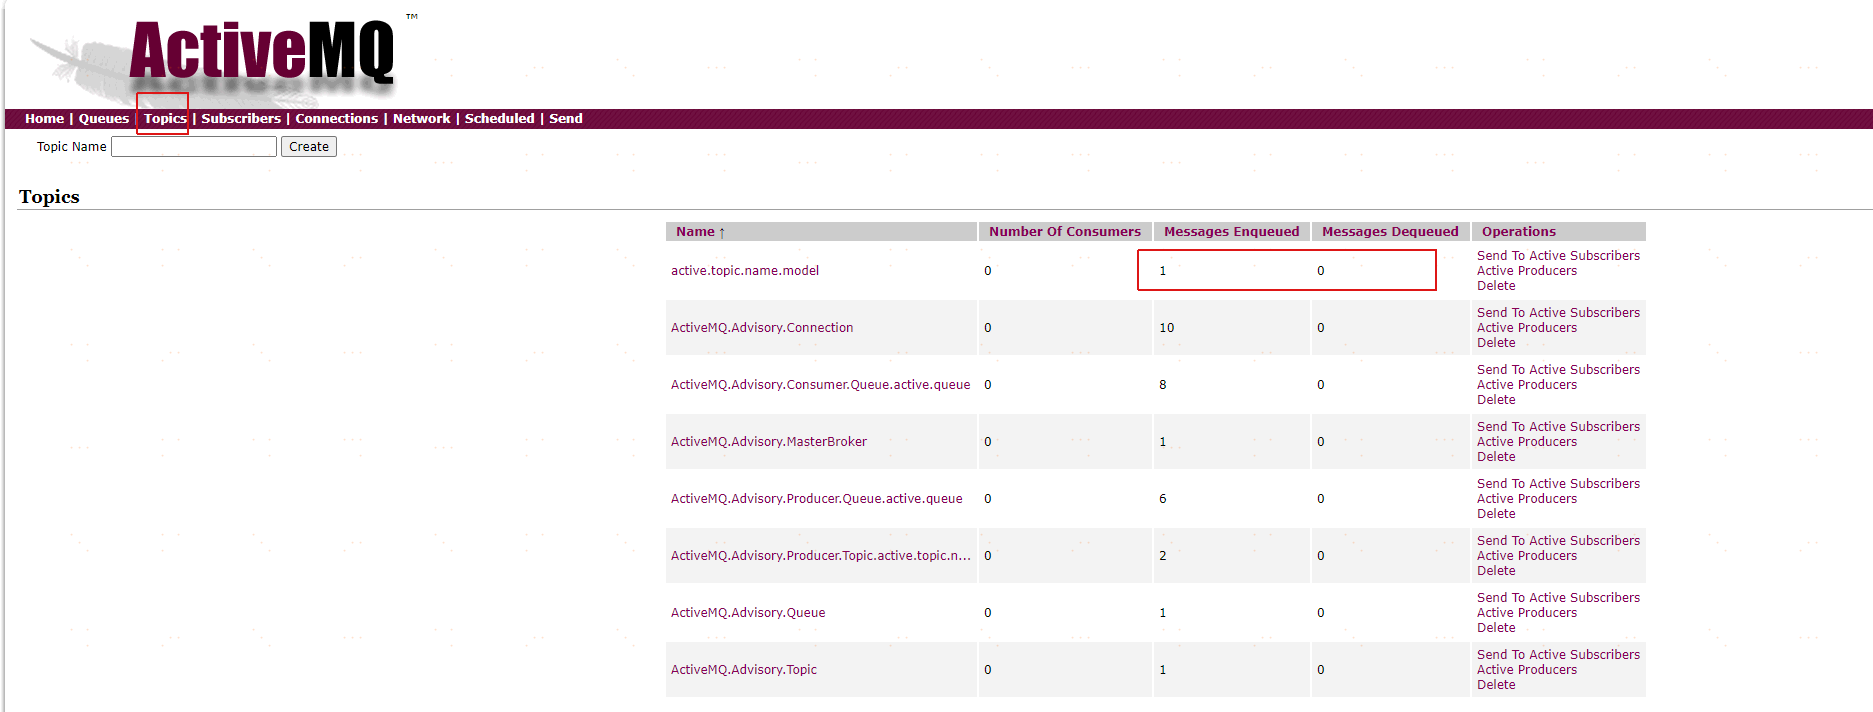 ActiveMQ ™
Home | Queues | Topics | Subscribers | Connections | Network | Scheduled | Send
Topic Name Create
Topics
Name ↑ Number Of Consumers Messages Enqueued Messages Dequeued Operations
active.topic.name.model 0 1 0 Send To Active Subscribers
Active Producers
Delete
ActiveMQ.Advisory.Connection 0 10 0 Send To Active Subscribers
Active Producers
Delete
ActiveMQ.Advisory.Consumer.Queue.active.queue 0 8 0 Send To Active Subscribers
Active Producers
Delete
ActiveMQ.Advisory.MasterBroker 0 1 0 Send To Active Subscribers
Active Producers
Delete
ActiveMQ.Advisory.Producer.Queue.active.queue 0 6 0 Send To Active Subscribers
Active Producers
Delete
ActiveMQ.Advisory.Producer.Topic.active.topic.n... 0 2 0 Send To Active Subscribers
Active Producers
Delete
ActiveMQ.Advisory.Queue 0 1 0 Send To Active Subscribers
Active Producers
Delete
ActiveMQ.Advisory.Topic 0 1 0 Send To Active Subscribers
Active Producers
Delete